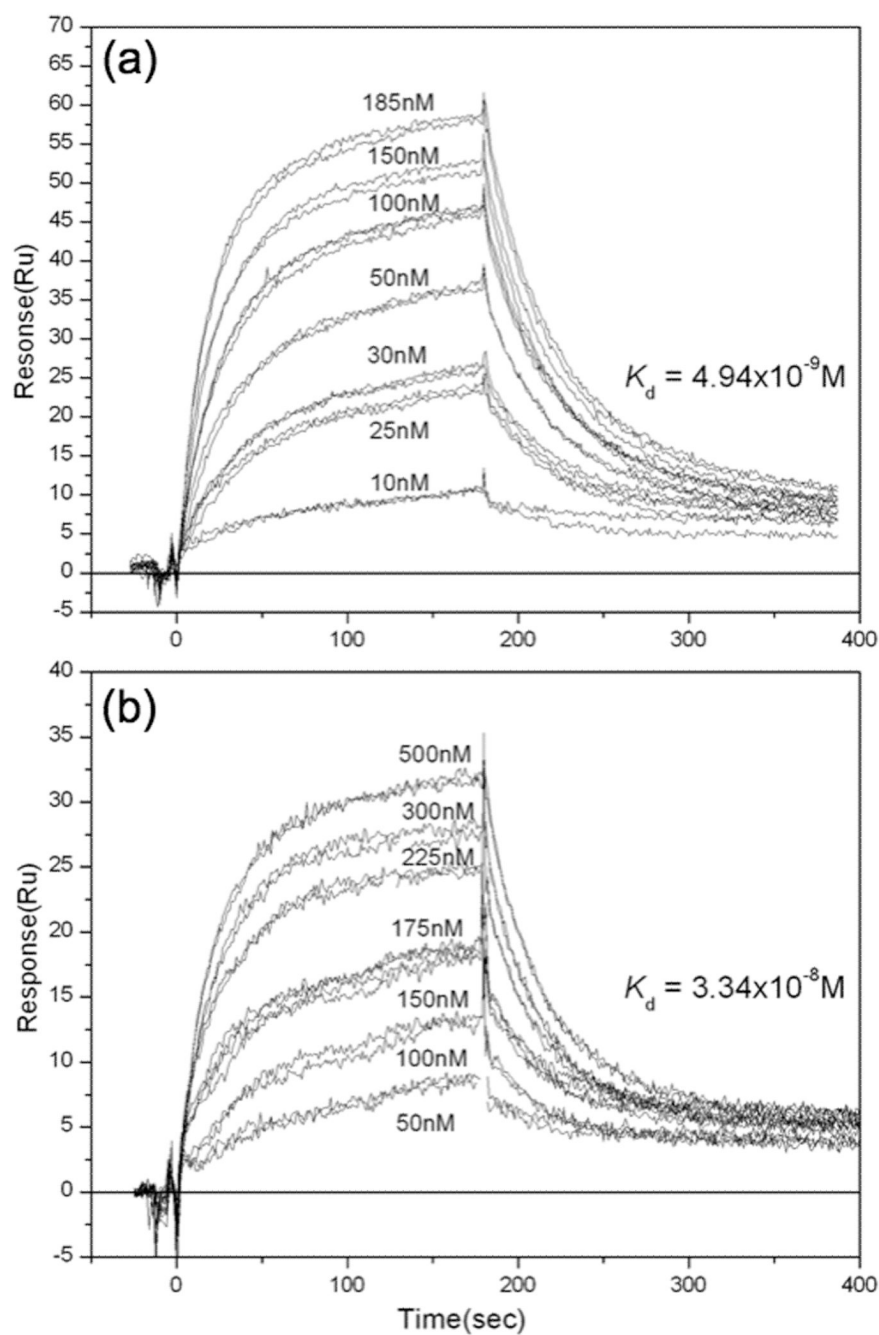 (a)
70
65
60
55
50
45
40
35
30
25
20
15
10
5
0
-5
Resonse(Ru)
185nM
150nM
100nM
50nM
30nM
25nM
10nM
Kd = 4.94x10-9M
0 100 200 300 400
(b)
40
35
30
25
20
15
10
5
0
-5
Response(Ru)
500nM
300nM
225nM
175nM
150nM
100nM
50nM
Kd = 3.34x10-8M
0 100 200 300 400
Time(sec)